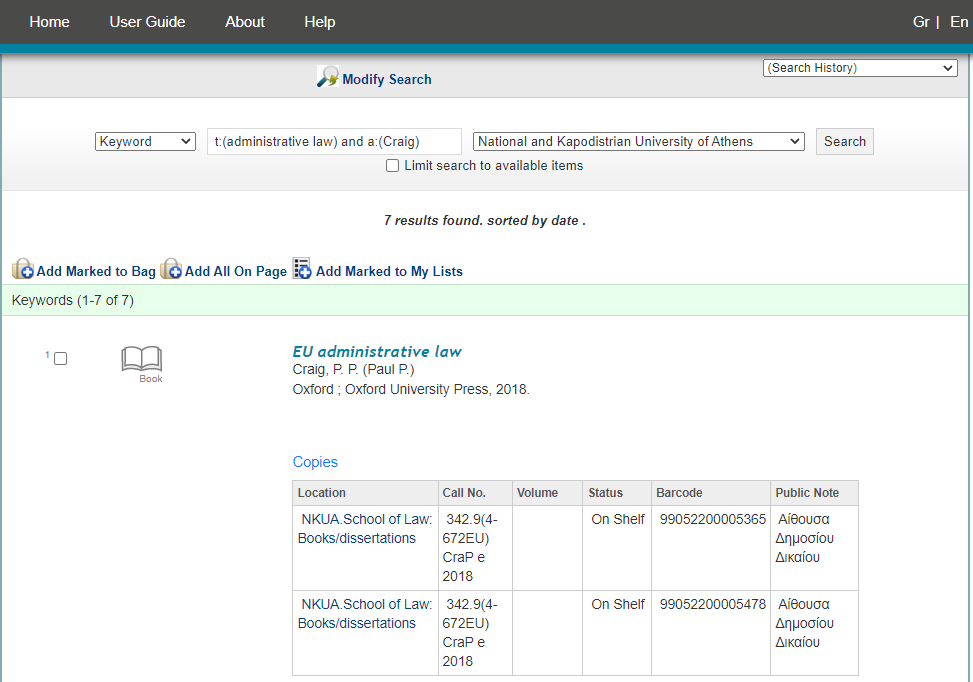 Home User Guide About Help Gr | En
(Search History)
Modify Search
Keyword t:(administrative law) and a:(Craig) National and Kapodistrian University of Athens Search
Limit search to available items
7 results found. sorted by date .
Add Marked to Bag Add All On Page Add Marked to My Lists
Keywords (1-7 of 7)
1
Book
EU administrative law
Craig, P. P. (Paul P.)
Oxford ; Oxford University Press, 2018.
Copies
Location Call No. Volume Status Barcode Public Note
NKUA.School of Law: 342.9(4- On Shelf 99052200005365 Αίθουσα
Books/dissertations 672EU) Δημοσίου
CraP e Δικαίου
2018
NKUA.School of Law: 342.9(4- On Shelf 99052200005478 Αίθουσα
Books/dissertations 672EU) Δημοσίου
CraP e Δικαίου
2018